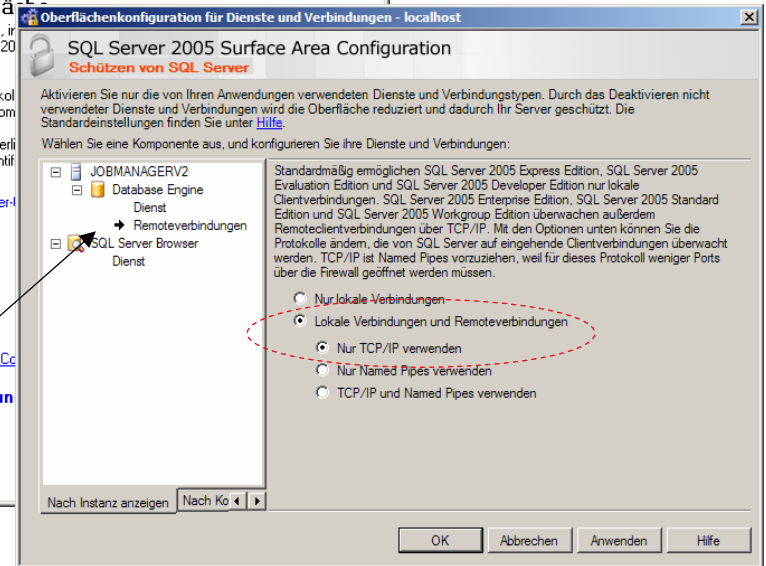 Oberflächenkonfiguration für Dienste und Verbindungen - localhost
SQL Server 2005 Surface Area Configuration
Schützen von SQL Server
Aktivieren Sie nur die von Ihren Anwendungen verwendeten Dienste und Verbindungstypen. Durch das Deaktivieren nicht
verwendeter Dienste und Verbindungen wird die Oberfläche reduziert und dadurch Ihr Server geschützt. Die
Standardeinstellungen finden Sie unter Hilfe.
Wählen Sie eine Komponente aus, und konfigurieren Sie ihre Dienste und Verbindungen:
JOBMANAGERV2
Database Engine
Dienst
Remoteverbindungen
SQL Server Browser
Dienst
Nach Instanz anzeigen
Nach Ko
Standardmäßig ermöglichen SQL Server 2005 Express Edition, SQL Server 2005
Evaluation Edition und SQL Server 2005 Developer Edition nur lokale
Clientverbindungen. SQL Server 2005 Enterprise Edition, SQL Server 2005 Standard
Edition und SQL Server 2005 Workgroup Edition überwachen außerdem
Remoteclientverbindungen über TCP/IP. Mit den Optionen unten können Sie die
Protokolle ändern, die von SQL Server auf eingehende Clientverbindungen überwacht
werden. TCP/IP ist Named Pipes vorzuziehen, weil für dieses Protokoll weniger Ports
über die Firewall geöffnet werden müssen.
Nur lokale Verbindungen
Lokale Verbindungen und Remoteverbindungen
Nur TCP/IP verwenden
Nur Named Pipes verwenden
TCP/IP und Named Pipes verwenden
OK
Abbrechen
Anwenden
Hilfe